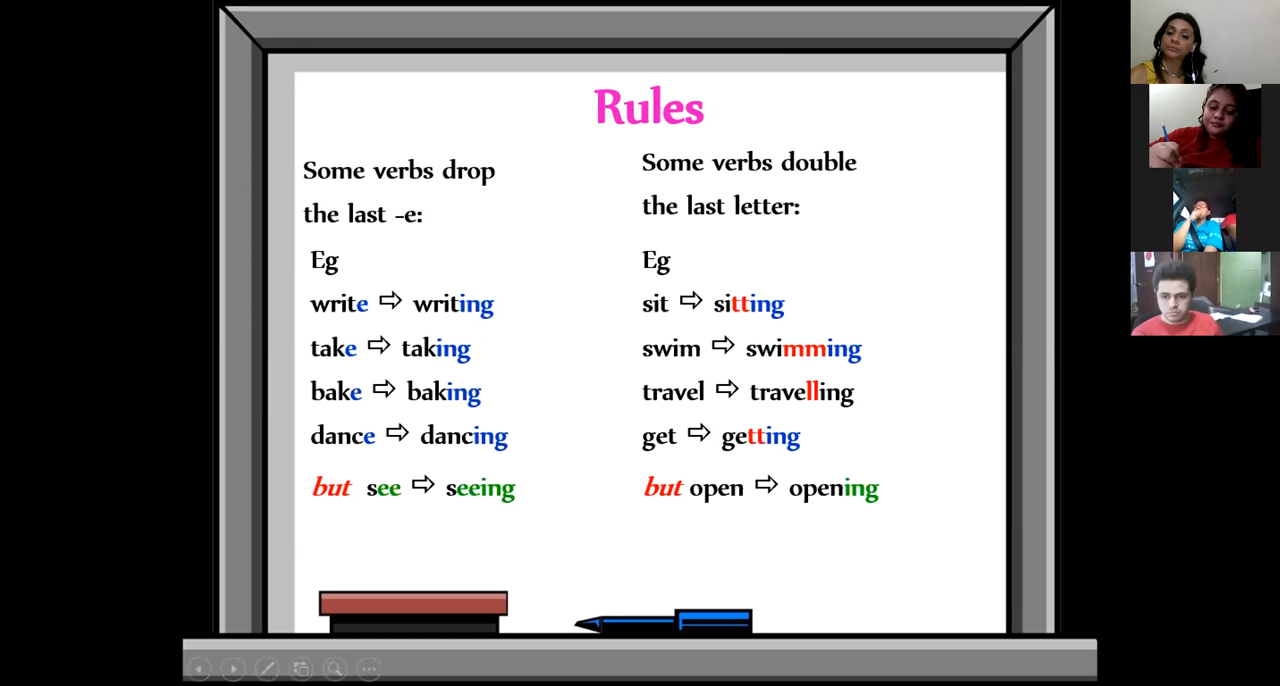 Rules
Some verbs drop
the last –e:
Eg
write ⇨ writing
take ⇨ taking
bake ⇨ baking
dance ⇨ dancing
but see ⇨ seeing
Some verbs double
the last letter:
Eg
sit ⇨ sitting
swim ⇨ swimming
travel ⇨ travelling
get ⇨ getting
but open ⇨ opening